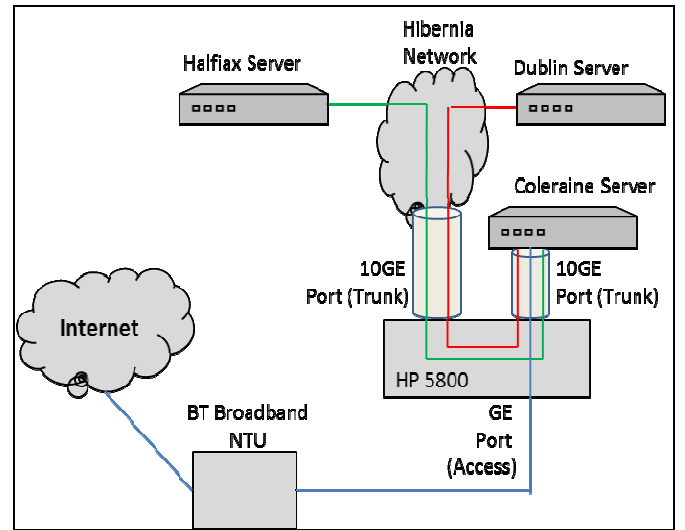 Hibernia
Network
Halfiax Server
Dublin Server
Coleraine Server
10GE
Port (Trunk)
10GE
Port (Trunk)
Internet
HP 5800
BT Broadband
NTU
GE
Port
(Access)